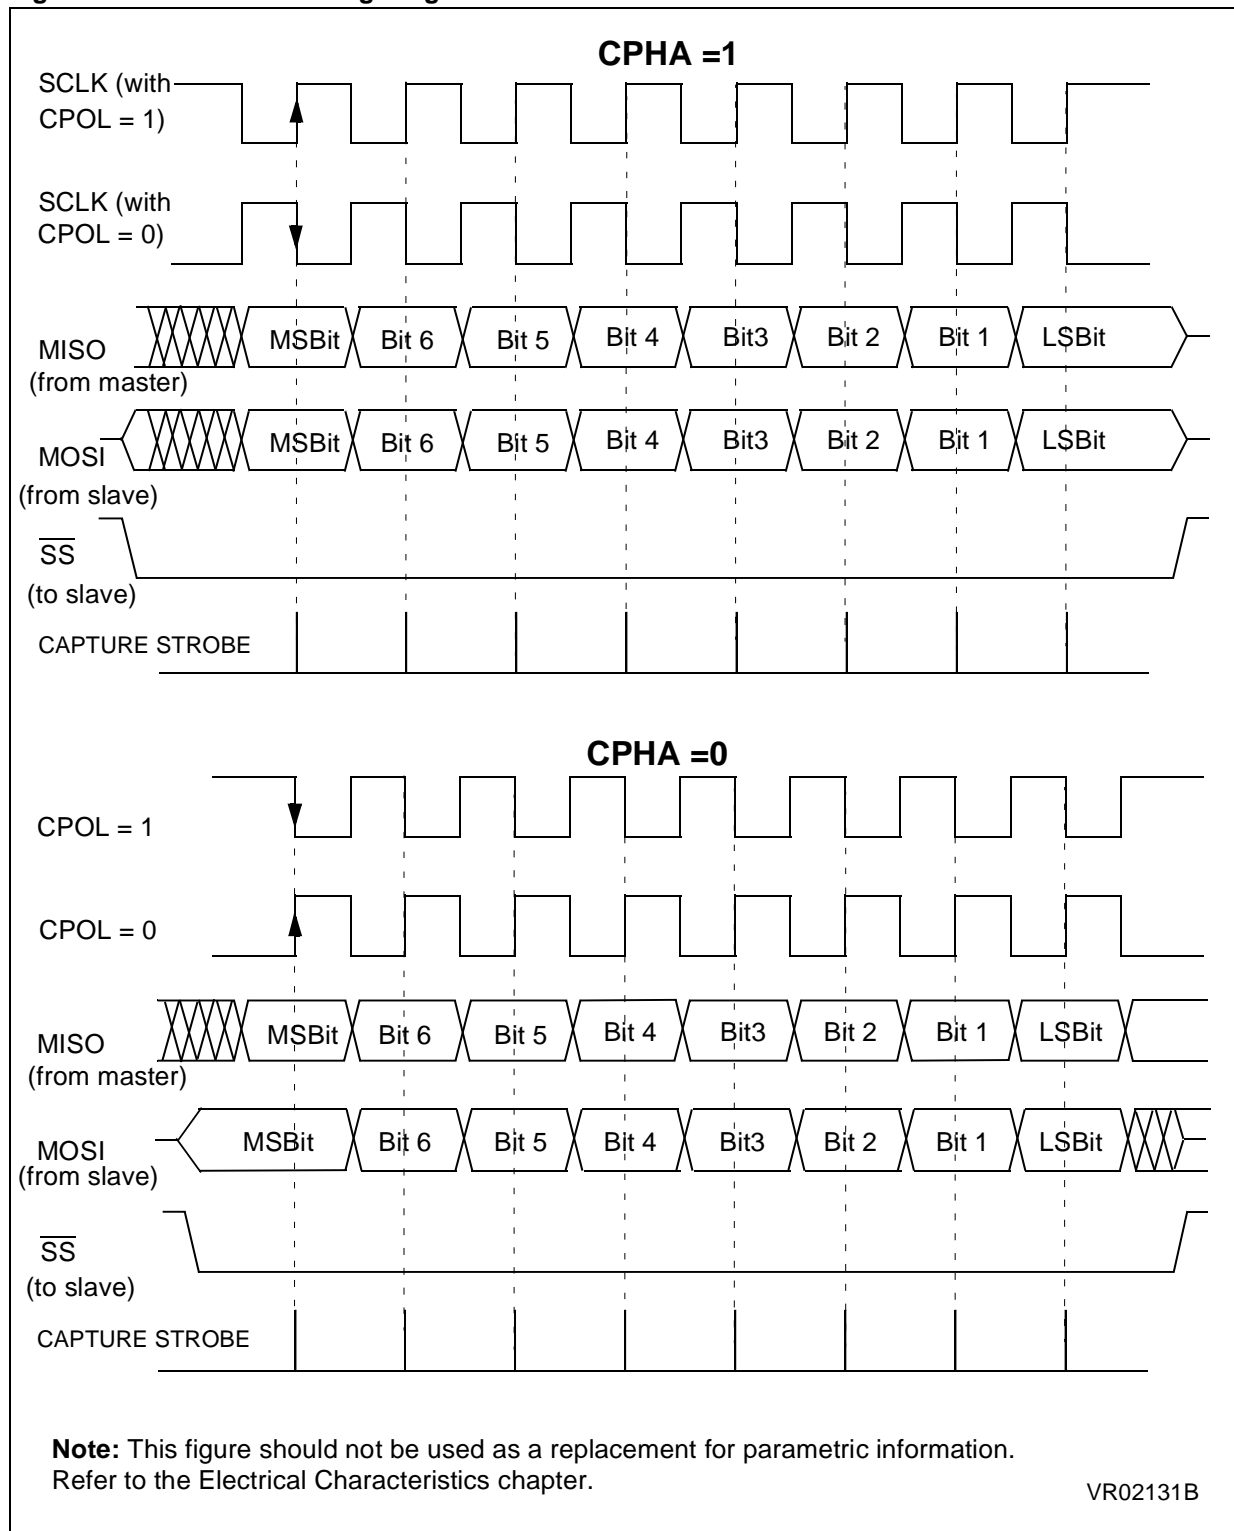 CPHA =1
SCLK (with
CPOL = 1)
SCLK (with
CPOL = 0)
MISO
(from master)
MSBit Bit 6 Bit 5 Bit 4 Bit3 Bit 2 Bit 1 LSBit
MOSI
(from slave)
MSBit Bit 6 Bit 5 Bit 4 Bit3 Bit 2 Bit 1 LSBit
SS
(to slave)
CAPTURE STROBE
CPHA =0
CPOL = 1
CPOL = 0
MISO
(from master)
MSBit Bit 6 Bit 5 Bit 4 Bit3 Bit 2 Bit 1 LSBit
MOSI
(from slave)
MSBit Bit 6 Bit 5 Bit 4 Bit3 Bit 2 Bit 1 LSBit
SS
(to slave)
CAPTURE STROBE
Note: This figure should not be used as a replacement for parametric information.
Refer to the Electrical Characteristics chapter.
VR02131B